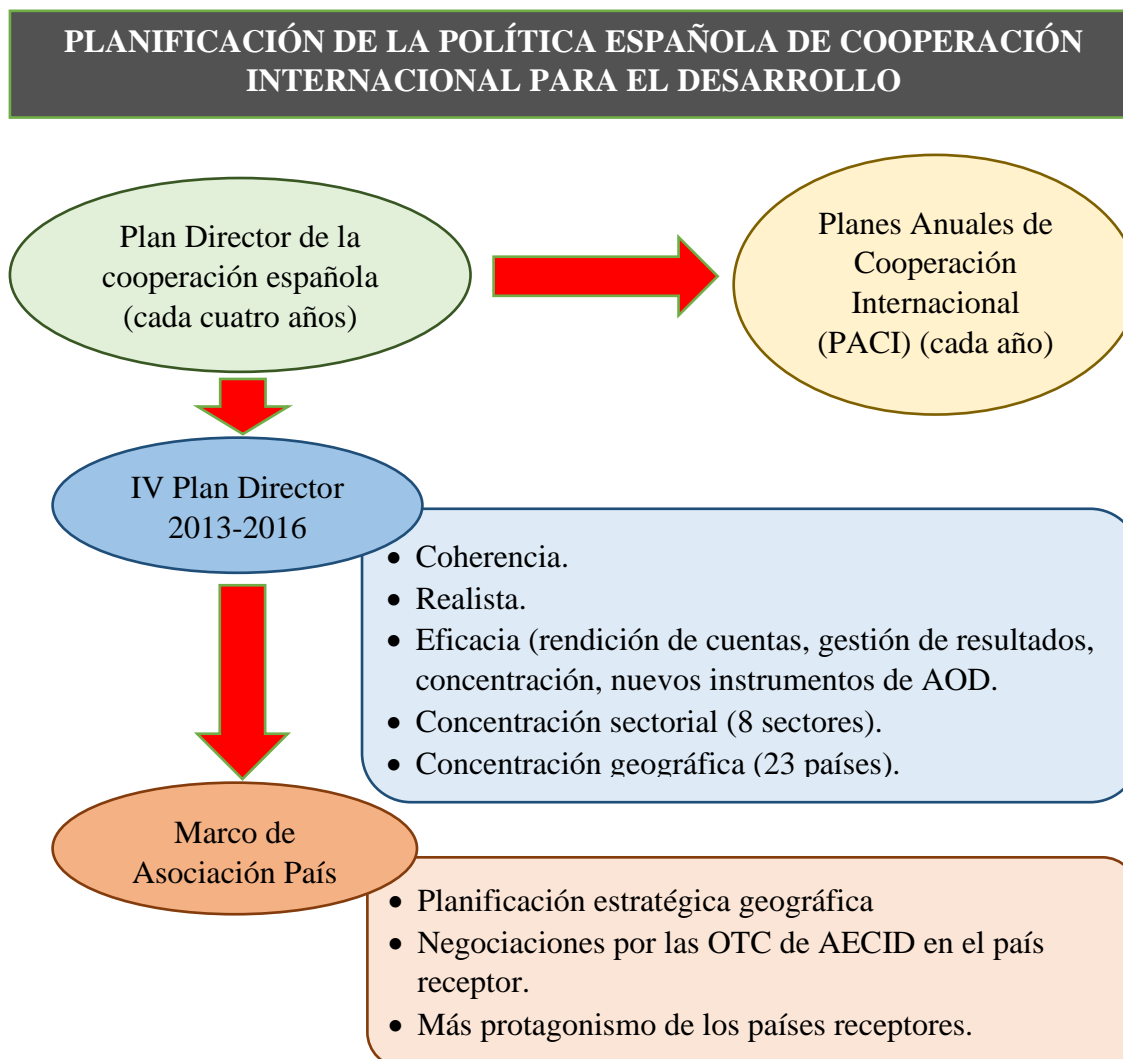 PLANIFICACIÓN DE LA POLÍTICA ESPAÑOLA DE COOPERACIÓN
INTERNACIONAL PARA EL DESARROLLO
Plan Director de la
cooperación española
(cada cuatro años)
Planes Anuales de
Cooperación
Internacional
(PACI) (cada año)
IV Plan Director
2013-2016
• Coherencia.
• Realista.
• Eficacia (rendición de cuentas, gestión de resultados,
concentración, nuevos instrumentos de AOD.
• Concentración sectorial (8 sectores).
• Concentración geográfica (23 países).
Marco de
Asociación País
• Planificación estratégica geográfica
• Negociaciones por las OTC de AECID en el país
receptor.
• Más protagonismo de los países receptores.